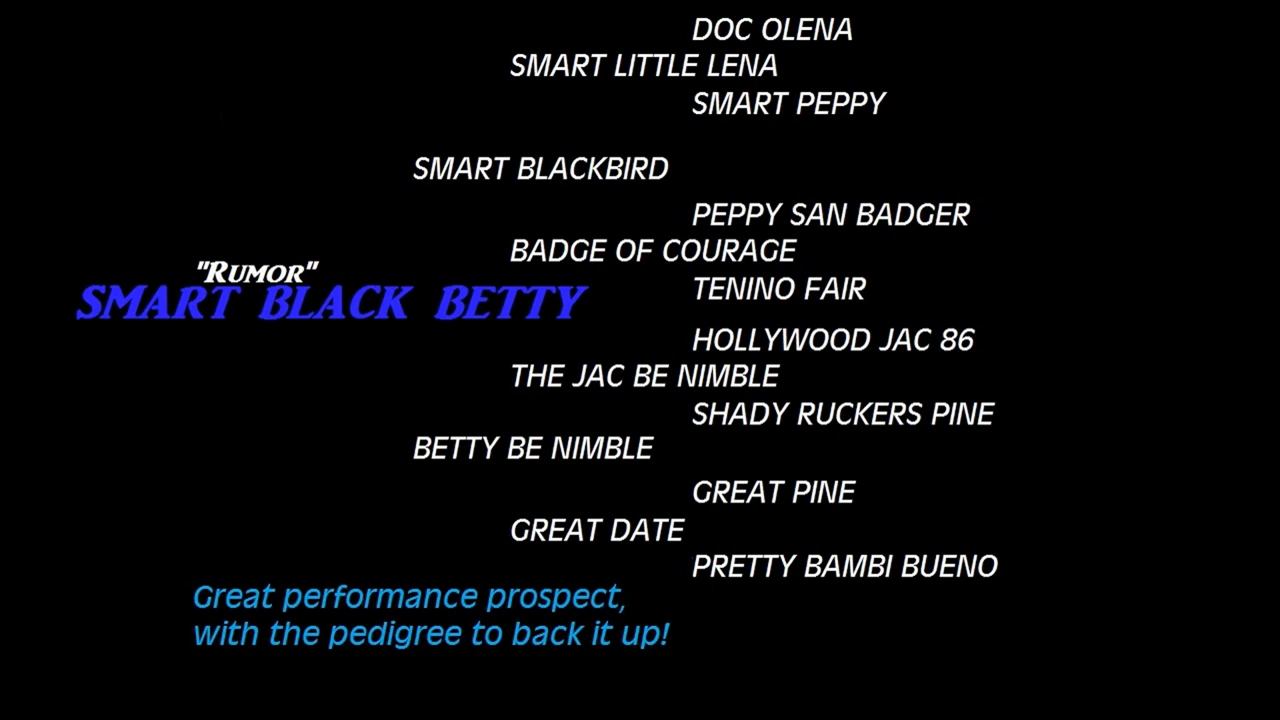 DOC OLENA
SMART LITTLE LENA
SMART PEPPY
SMART BLACKBIRD
PEPPY SAN BADGER
BADGE OF COURAGE
"RUMOR"
TENINO FAIR
SMART BLACK BETTY
HOLLYWOOD JAC 86
THE JAC BE NIMBLE
SHADY RUCKERS PINE
BETTY BE NIMBLE
GREAT PINE
GREAT DATE
PRETTY BAMBI BUENO
Great performance prospect,
with the pedigree to back it up!